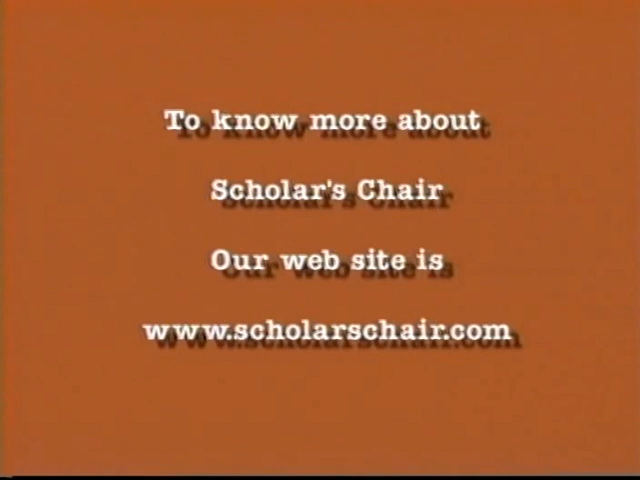 To know more about
Scholar's Chair
Our web site is
www.scholarschair.com